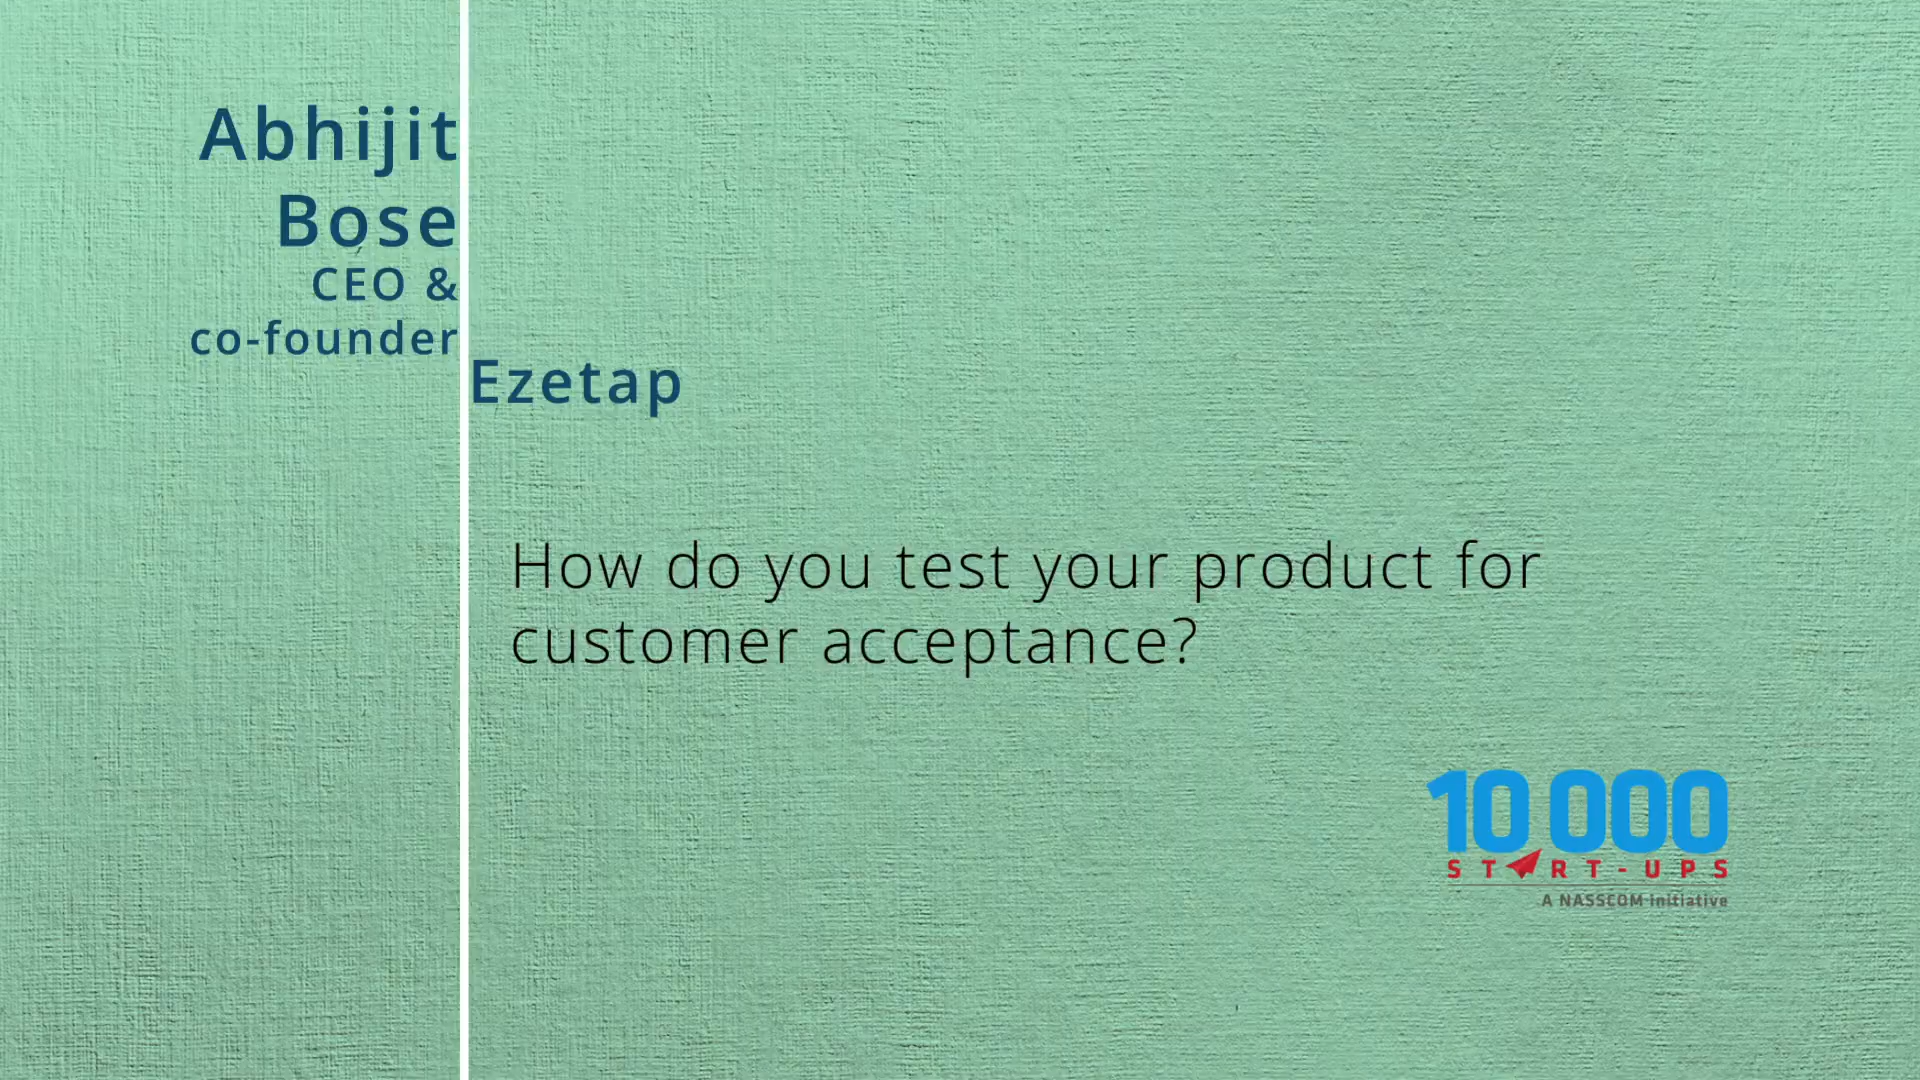 Abhijit
Bose
CEO &
co-founder
Ezetap
How do you test your product for
customer acceptance?
10 000
START-UPS
A NASSCOM initiative